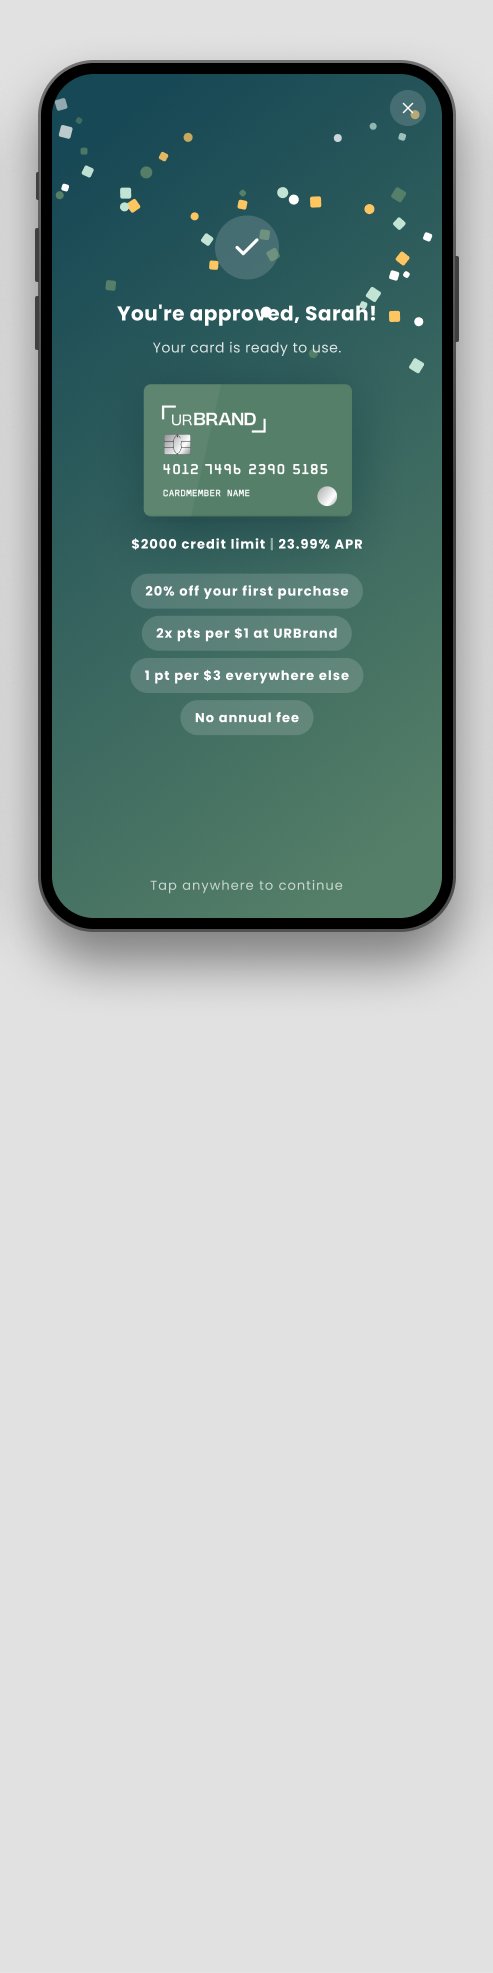 You're approved, Sarah!
Your card is ready to use.
URBRAND
4012 7496 2390 5185
CARDMEMBER NAME
$2000 credit limit | 23.99% APR
20% off your first purchase
2x pts per $1 at URBrand
1 pt per $3 everywhere else
No annual fee
Tap anywhere to continue